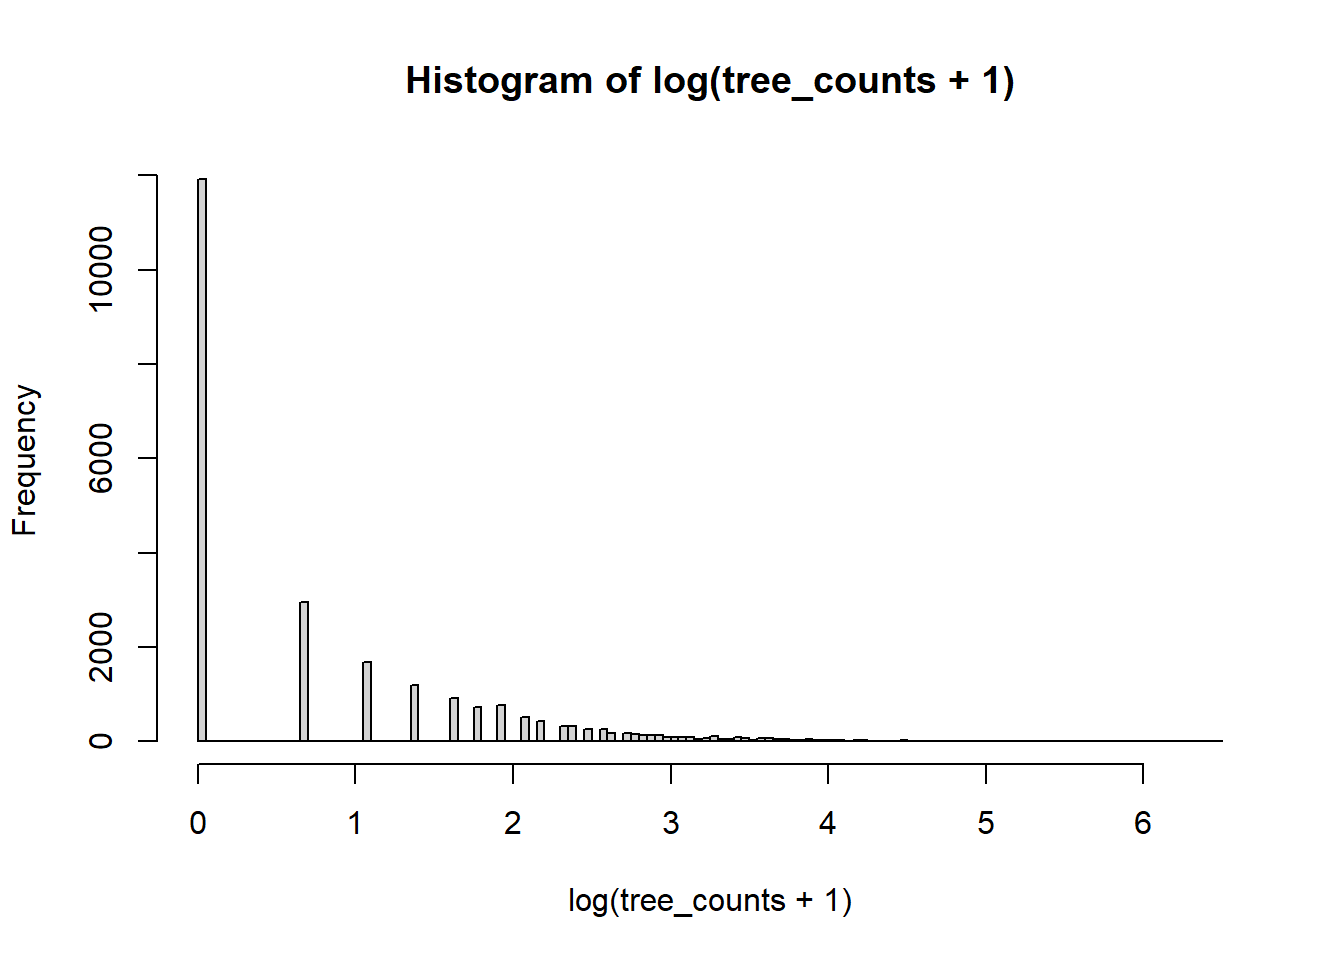 Histogram of log(tree_counts + 1)
Frequency
10000
6000
2000
0
0 1 2 3 4 5 6
log(tree_counts + 1)